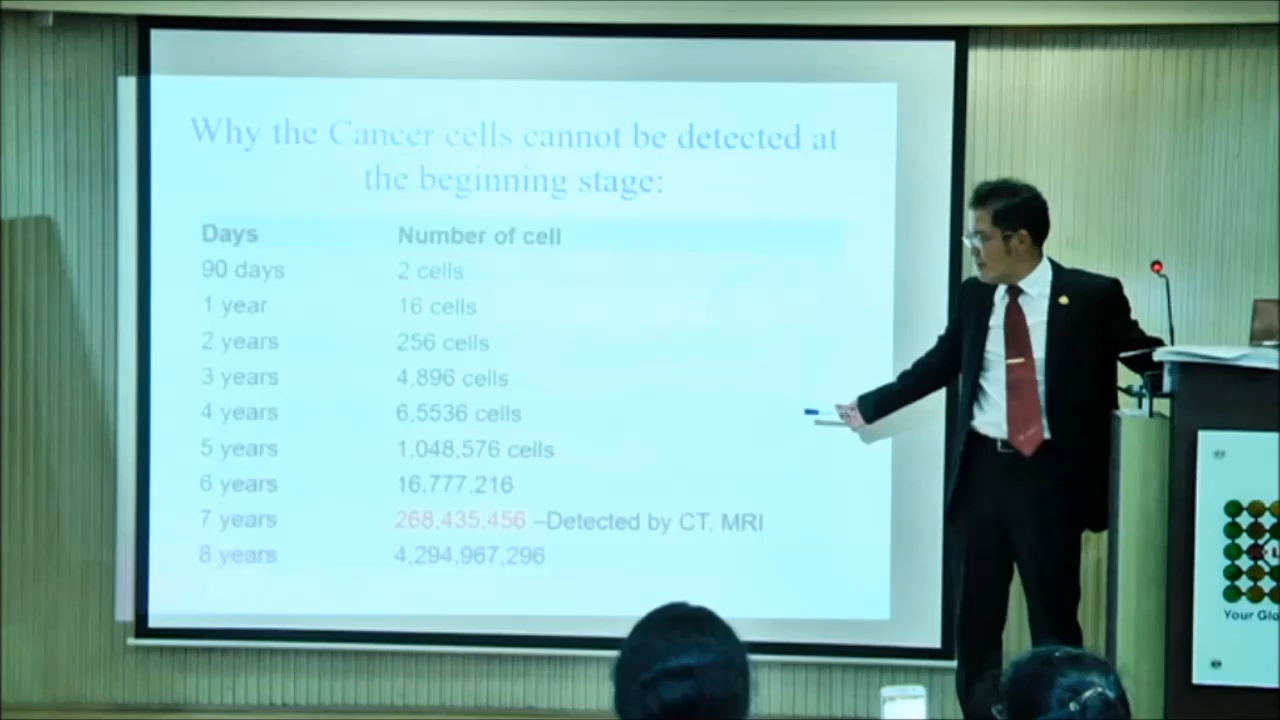 Why the Cancer cells cannot be detected at
the beginning stage:
Days Number of cell
90 days 2 cells
1 year 16 cells
2 years 256 cells
3 years 4,896 cells
4 years 6,5536 cells
5 years 1,048,576 cells
6 years 16,777,216
7 years 268,435,456 –Detected by CT, MRI
8 years 4,294,967,296
Your